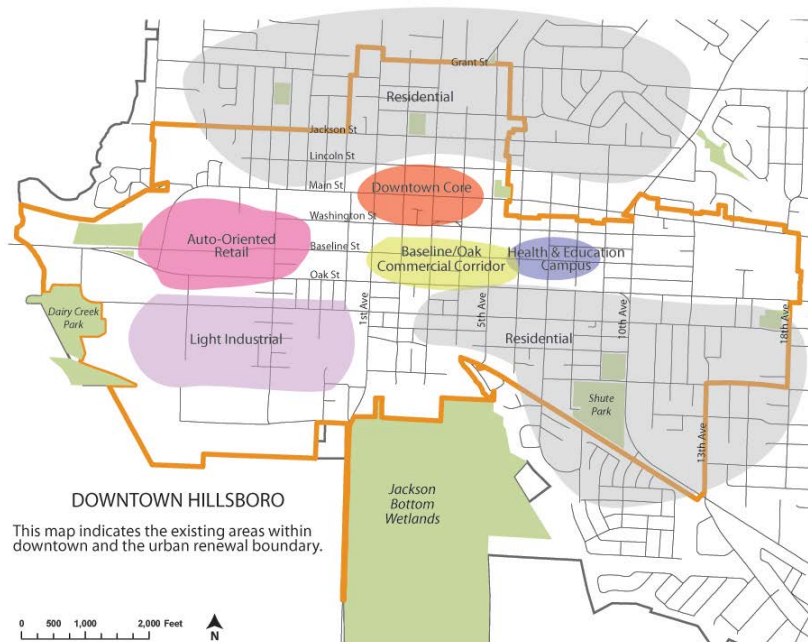 Grant St
Residential
Jackson St
Lincoln St
Main St
Downtown Core
Washington St
Auto-Oriented
Retail
Baseline St
Baseline/Oak
Commercial Corridor
Health & Education
Campus
Oak St
Dairy Creek
Park
Light Industrial
1st Ave
5th Ave
Residential
10th Ave
18th Ave
Shute
Park
13th Ave
Jackson
Bottom
Wetlands
DOWNTOWN HILLSBORO
This map indicates the existing areas within
downtown and the urban renewal boundary.
0 500 1,000 2,000 Feet
N